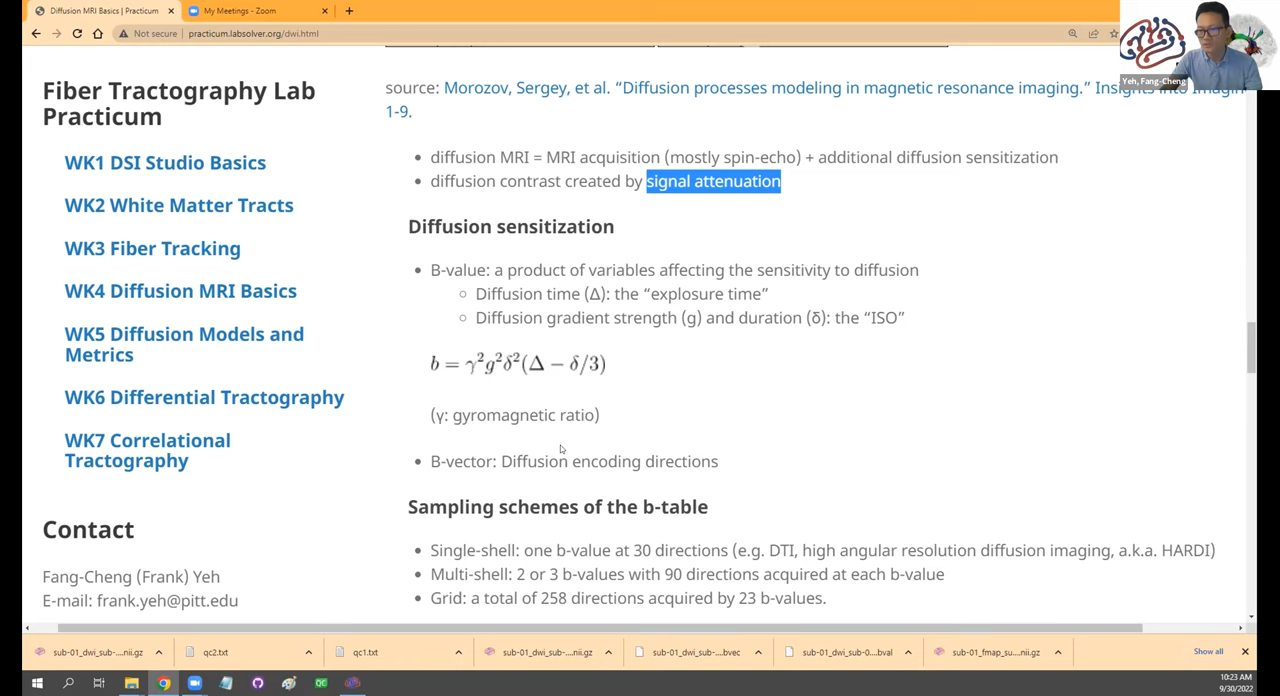 Diffusion MRI Basics | Practicum
My Meetings - Zoom
Not secure | practicum.labsolver.org/dwi.html
Yeh, Fang-Cheng
Fiber Tractography Lab
Practicum
WK1 DSI Studio Basics
WK2 White Matter Tracts
WK3 Fiber Tracking
WK4 Diffusion MRI Basics
WK5 Diffusion Models and
Metrics
WK6 Differential Tractography
WK7 Correlational
Tractography
Contact
Fang-Cheng (Frank) Yeh
E-mail: frank.yeh@pitt.edu
source: Morozov, Sergey, et al. “Diffusion processes modeling in magnetic resonance imaging.” Insights into Imagin
1-9.
• diffusion MRI = MRI acquisition (mostly spin-echo) + additional diffusion sensitization
• diffusion contrast created by signal attenuation
Diffusion sensitization
• B-value: a product of variables affecting the sensitivity to diffusion
○ Diffusion time (Δ): the “explosure time”
○ Diffusion gradient strength (g) and duration (δ): the “ISO”
b = γ²g²δ²(Δ − δ/3)
(γ: gyromagnetic ratio)
• B-vector: Diffusion encoding directions
Sampling schemes of the b-table
• Single-shell: one b-value at 30 directions (e.g. DTI, high angular resolution diffusion imaging, a.k.a. HARDI)
• Multi-shell: 2 or 3 b-values with 90 directions acquired at each b-value
• Grid: a total of 258 directions acquired by 23 b-values.
sub-01_dwi_sub-....nii.gz
qc2.txt
qc1.txt
sub-01_dwi_sub-....nii.gz
sub-01_dwi_sub-....bvec
sub-01_dwi_sub-0....bval
sub-01_fmap_su....nii.gz
Show all
QC
10:23 AM
9/30/2022